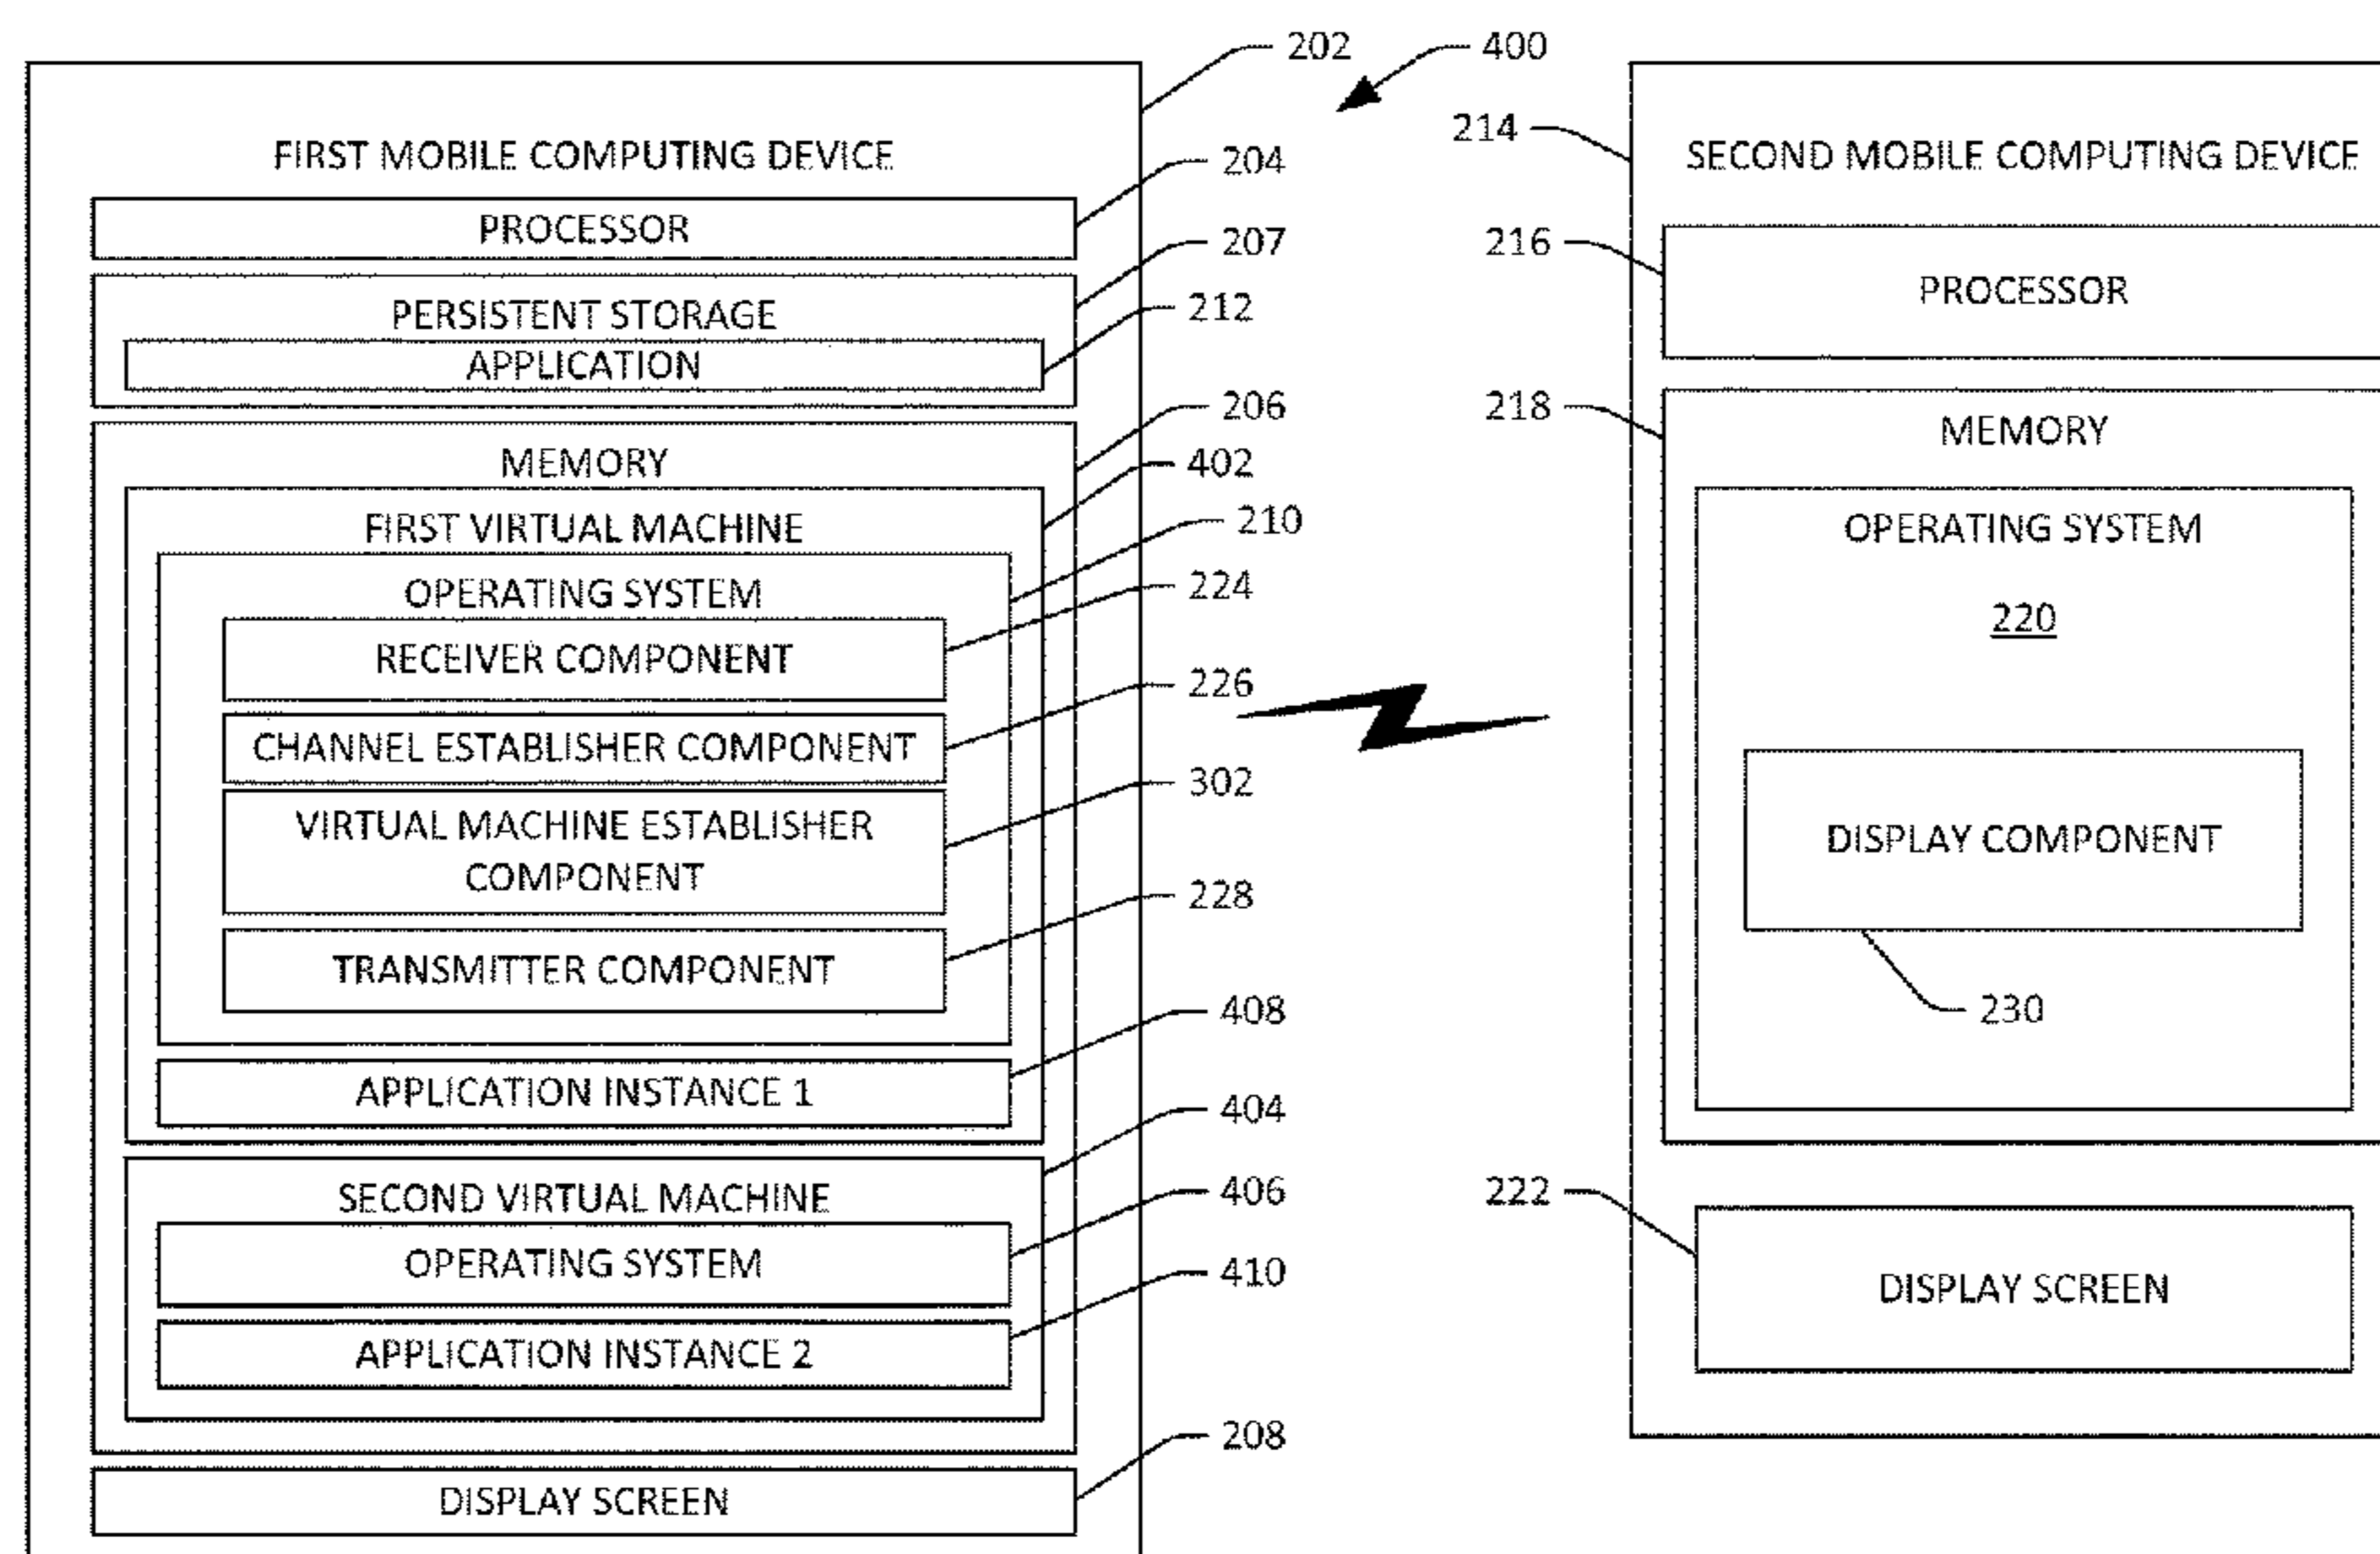 202
400
FIRST MOBILE COMPUTING DEVICE
204
PROCESSOR
207
PERSISTENT STORAGE
212
APPLICATION
206
MEMORY
402
FIRST VIRTUAL MACHINE
210
OPERATING SYSTEM
224
RECEIVER COMPONENT
226
CHANNEL ESTABLISHER COMPONENT
302
VIRTUAL MACHINE ESTABLISHER
COMPONENT
228
TRANSMITTER COMPONENT
408
APPLICATION INSTANCE 1
404
SECOND VIRTUAL MACHINE
406
OPERATING SYSTEM
410
APPLICATION INSTANCE 2
208
DISPLAY SCREEN
214
SECOND MOBILE COMPUTING DEVICE
216
PROCESSOR
218
MEMORY
OPERATING SYSTEM
220
DISPLAY COMPONENT
230
222
DISPLAY SCREEN